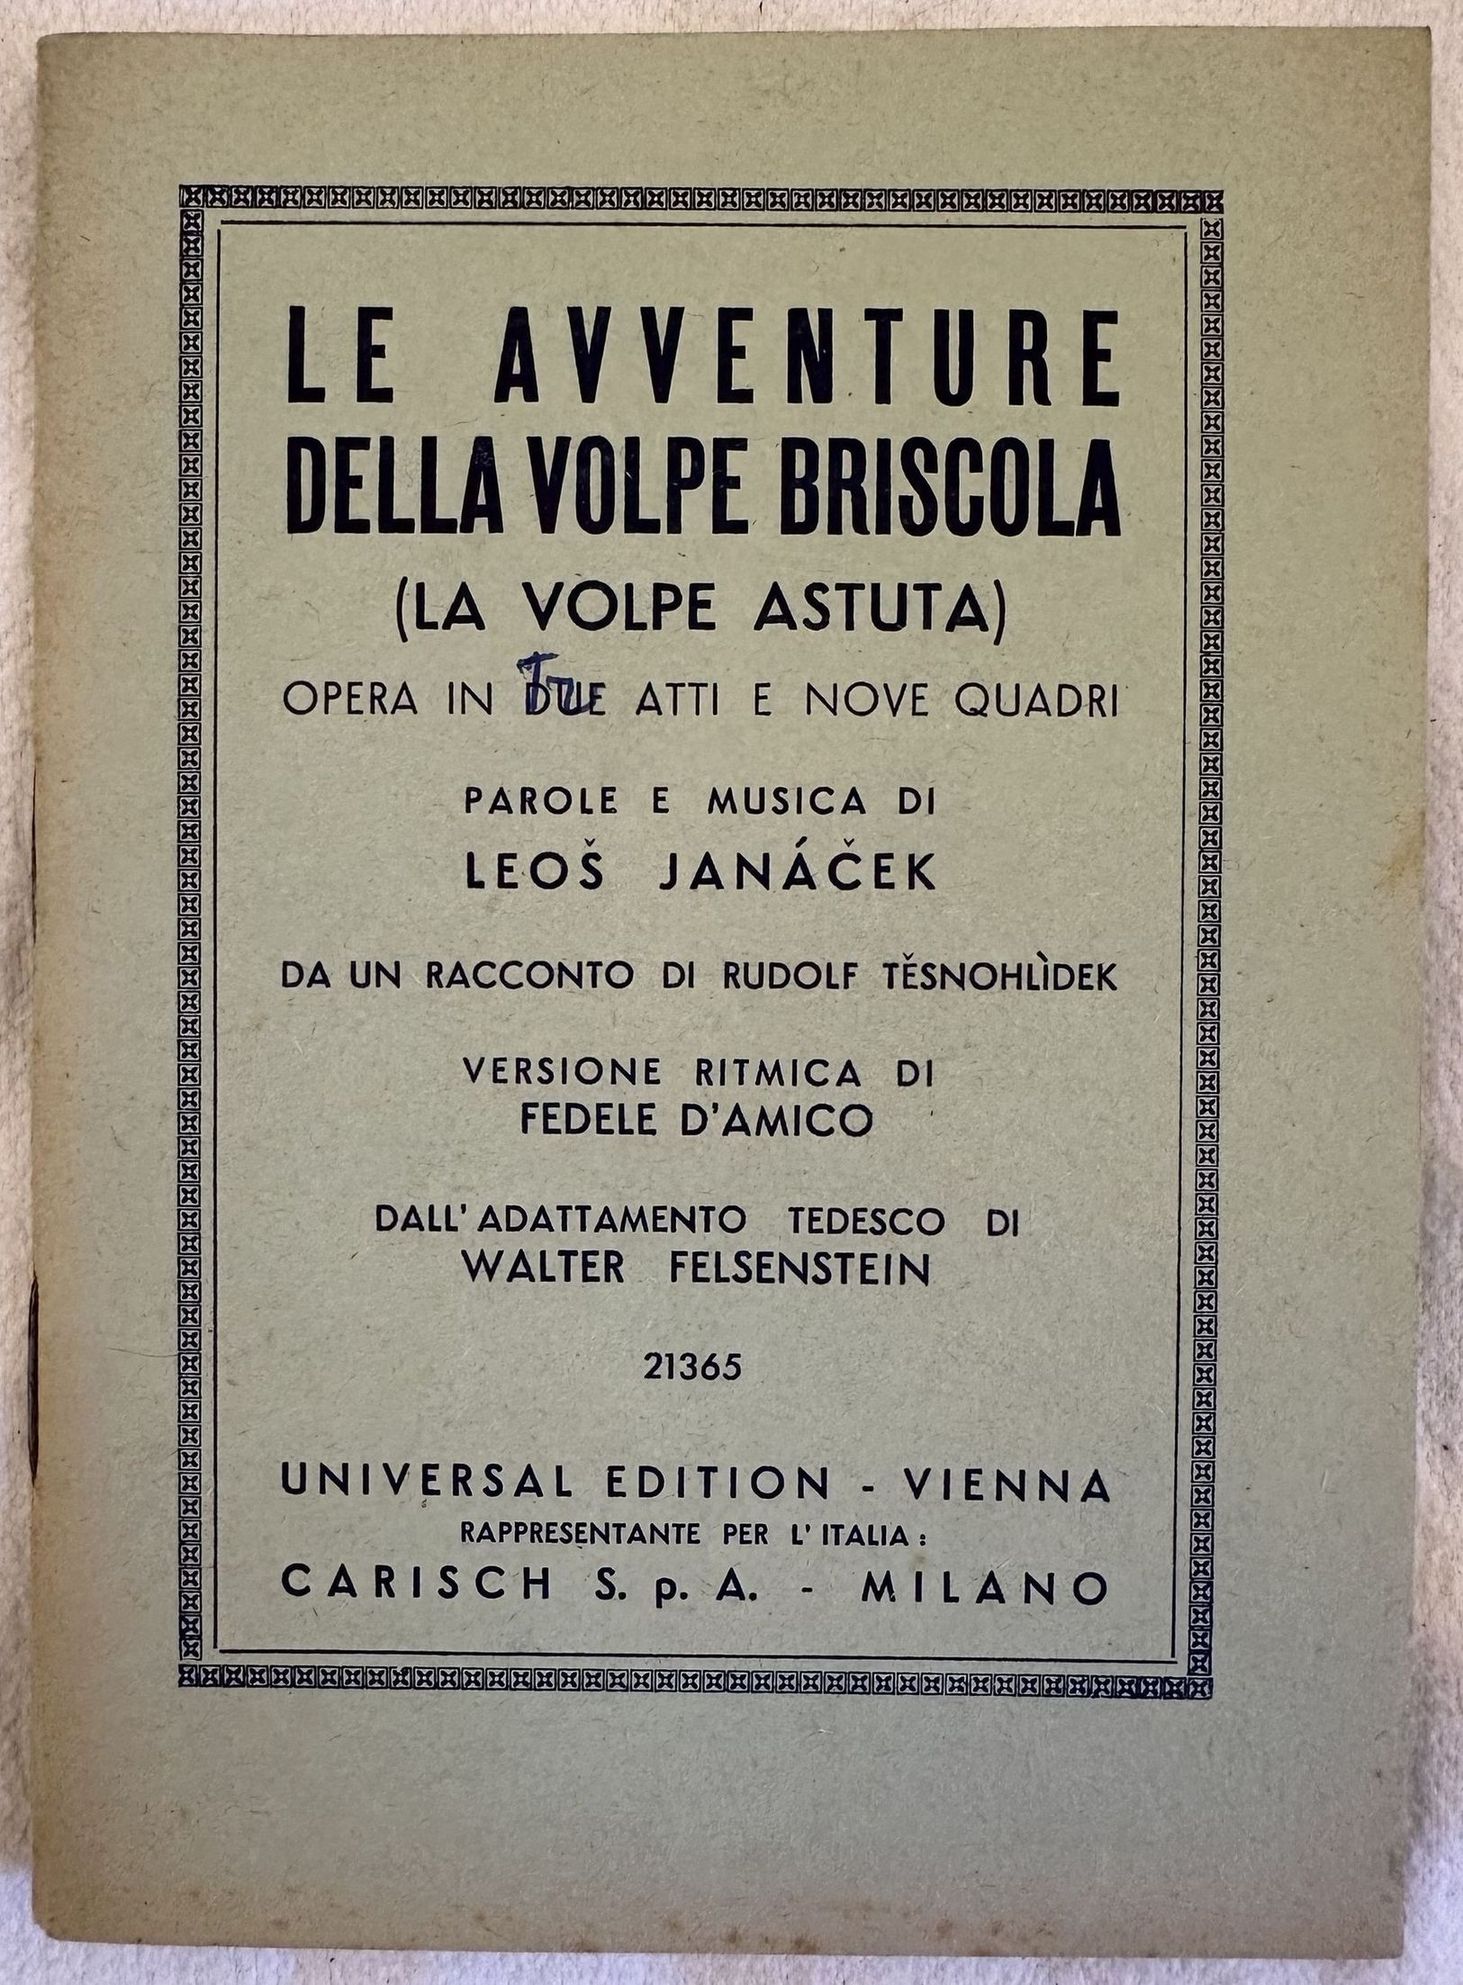 LE AVVENTURE
DELLA VOLPE BRISCOLA
(LA VOLPE ASTUTA)
OPERA IN DUE ATTI E NOVE QUADRI
Tre
PAROLE E MUSICA DI
LEOŠ JANÁČEK
DA UN RACCONTO DI RUDOLF TĚSNOHLÌDEK
VERSIONE RITMICA DI
FEDELE D'AMICO
DALL' ADATTAMENTO TEDESCO DI
WALTER FELSENSTEIN
21365
UNIVERSAL EDITION - VIENNA
RAPPRESENTANTE PER L' ITALIA :
CARISCH S. p. A. - MILANO